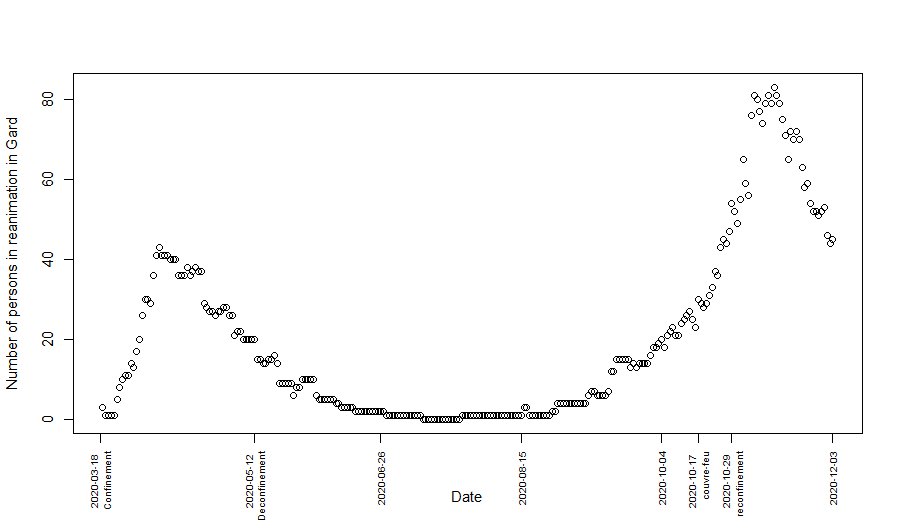 Number of persons in reanimation in Gard
80
60
40
20
0
2020-03-18
Confinement
2020-05-12
Deconfinement
2020-06-26
2020-08-15
2020-10-04
2020-10-17
couvre-feu
2020-10-29
reconfinement
2020-12-03
Date